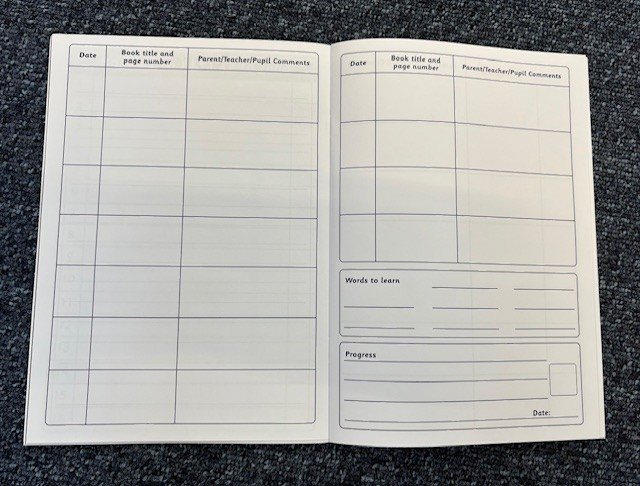 Date Book title and Parent/Teacher/Pupil Comments
page number
Date Book title and Parent/Teacher/Pupil Comments
page number
Words to learn
Progress
Date: